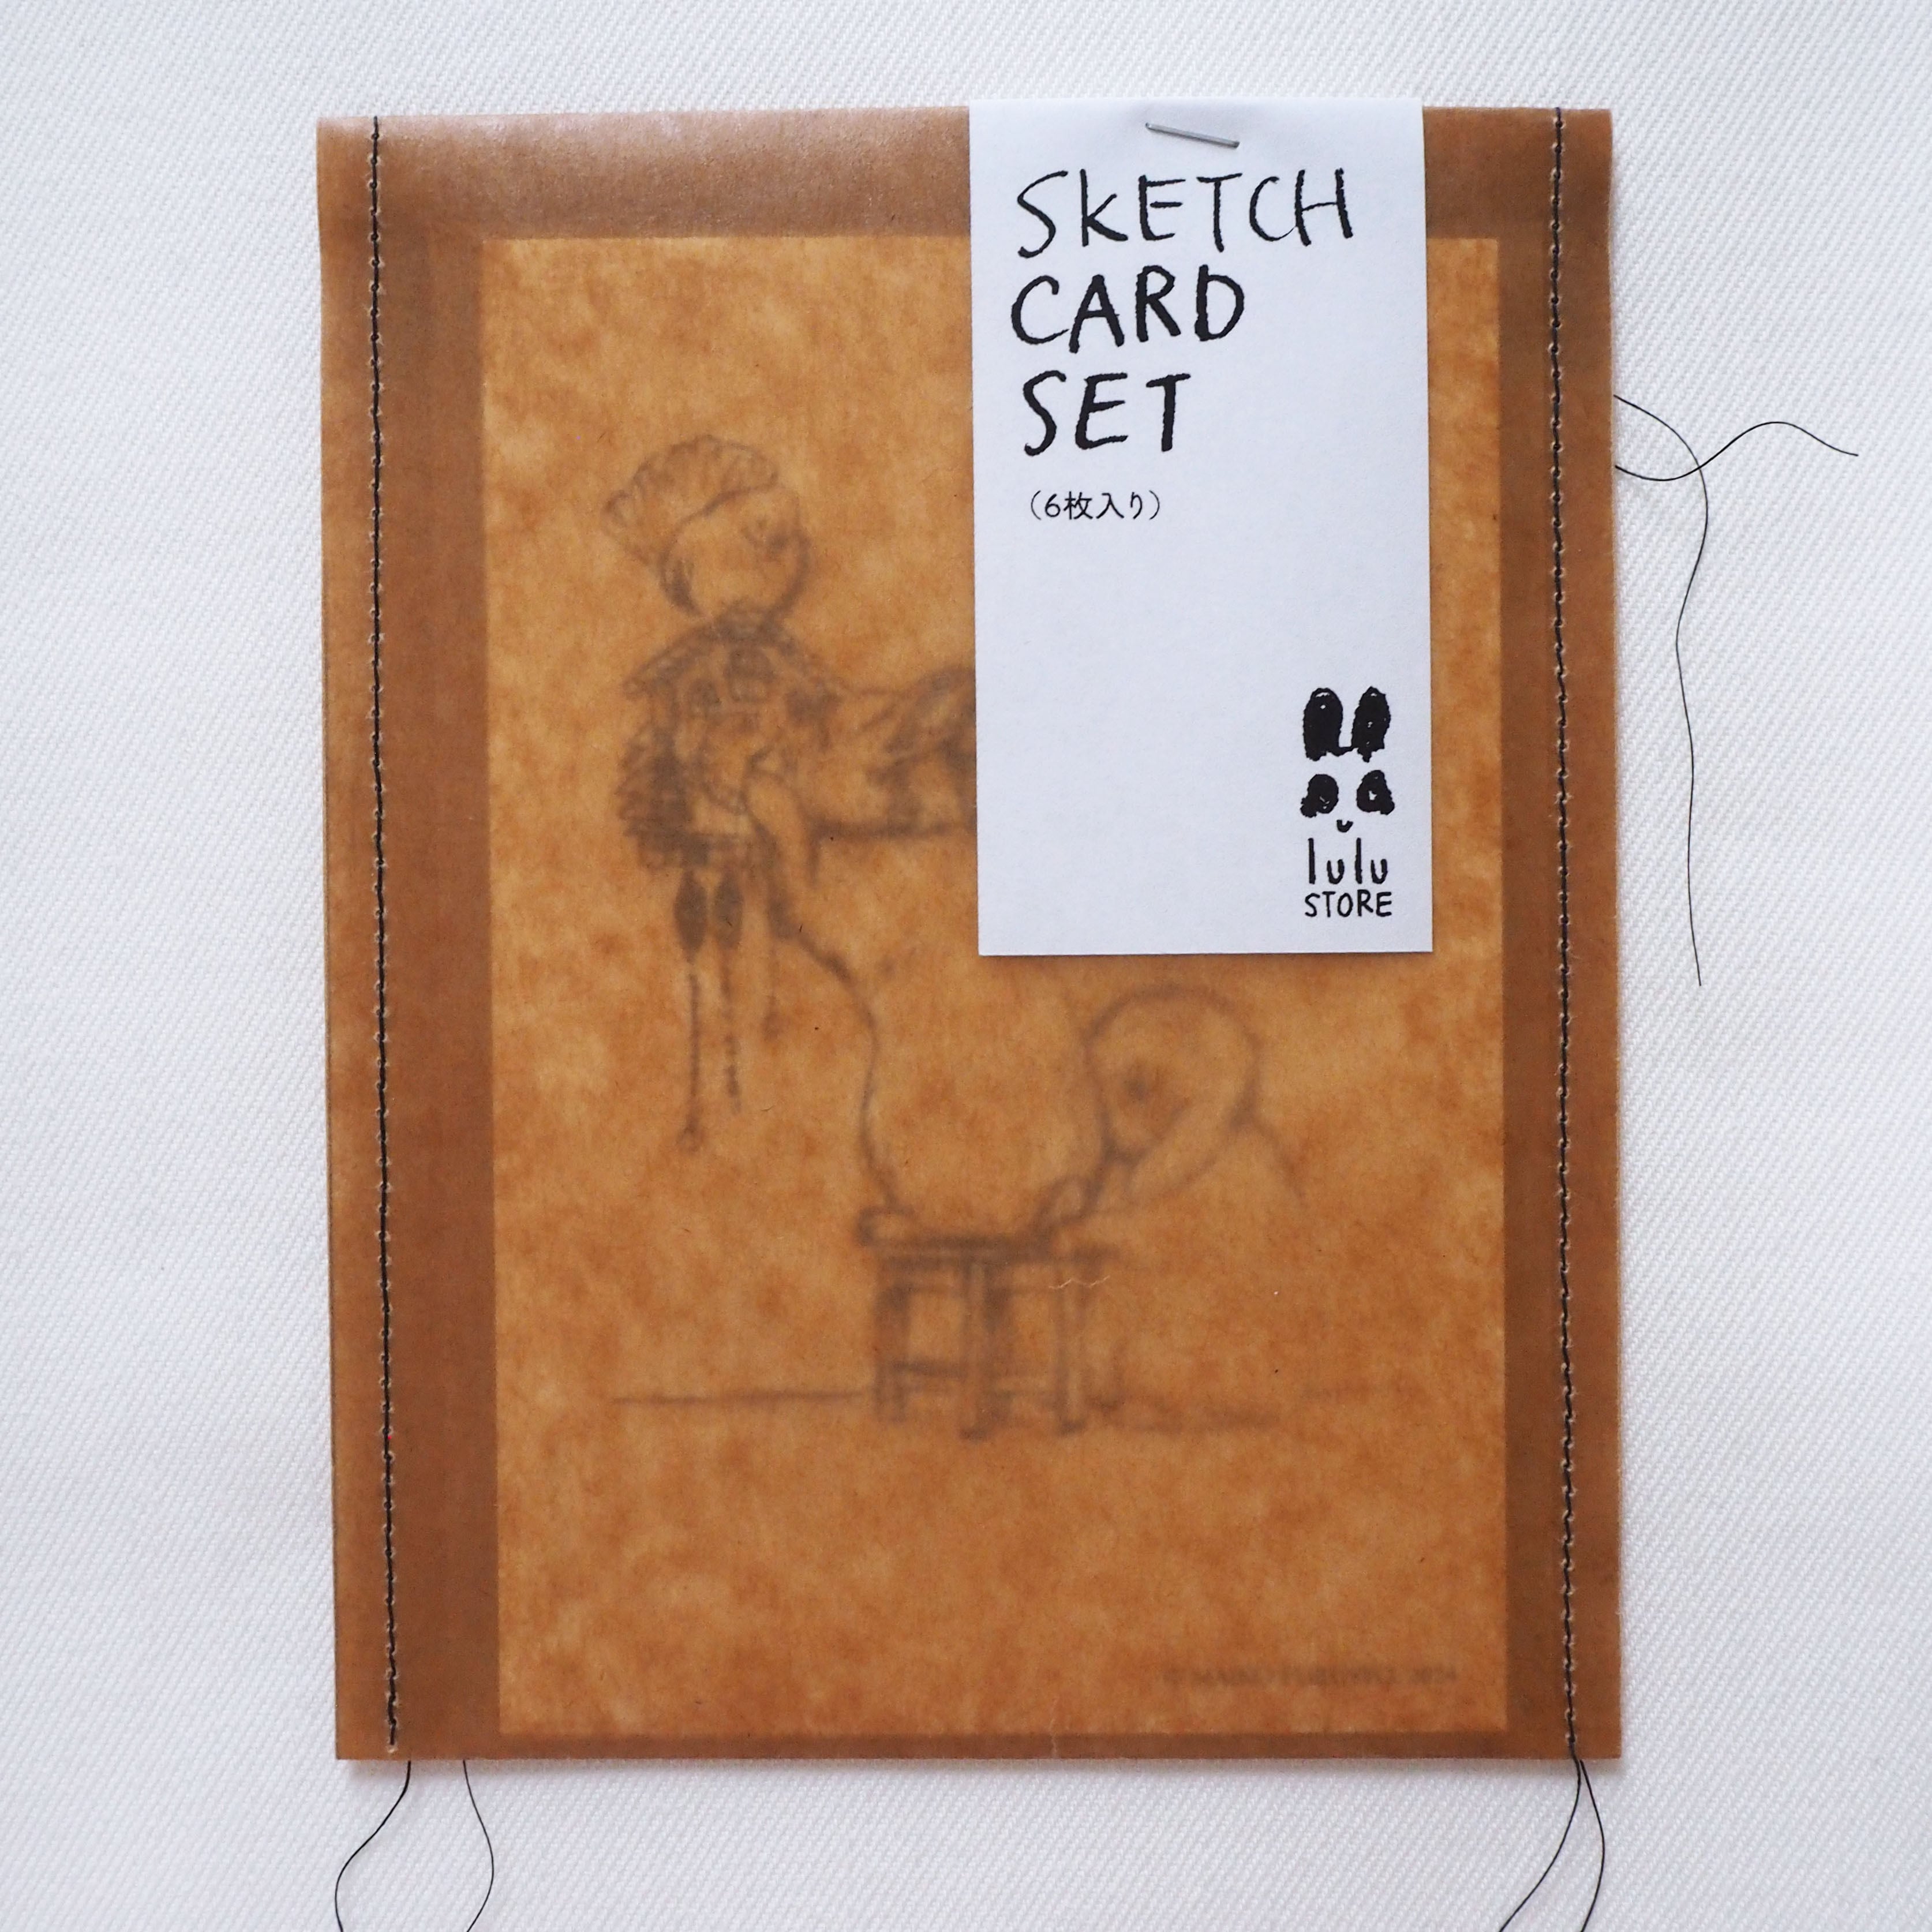 SKETCH
CARD
SET
（6枚入り）
lulu
STORE